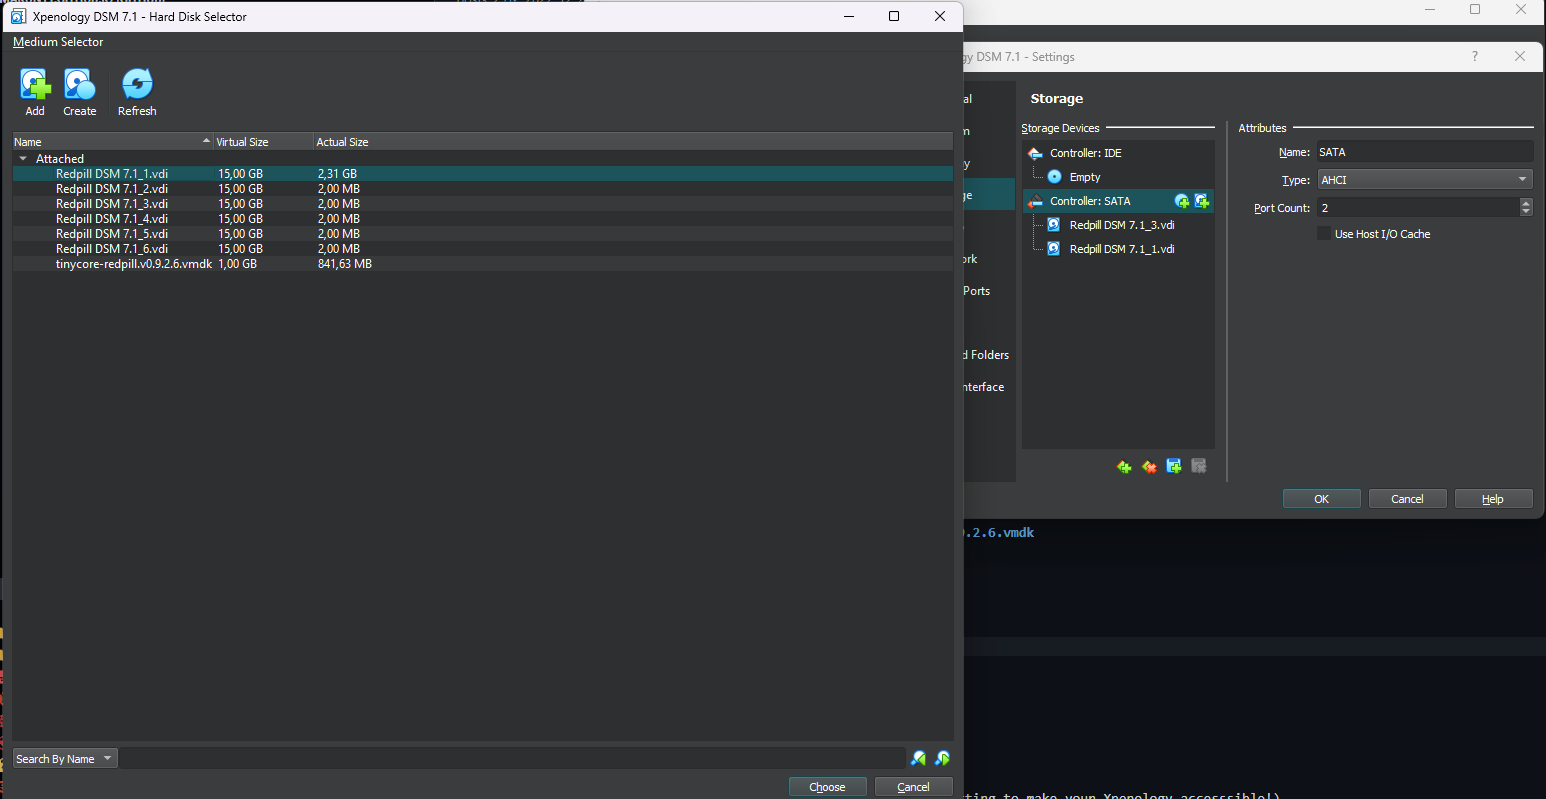 Xpenology DSM 7.1 - Hard Disk Selector
Medium Selector
Add Create Refresh
Name Virtual Size Actual Size
Attached
Redpill DSM 7.1_1.vdi 15,00 GB 2,31 GB
Redpill DSM 7.1_2.vdi 15,00 GB 2,00 MB
Redpill DSM 7.1_3.vdi 15,00 GB 2,00 MB
Redpill DSM 7.1_4.vdi 15,00 GB 2,00 MB
Redpill DSM 7.1_5.vdi 15,00 GB 2,00 MB
Redpill DSM 7.1_6.vdi 15,00 GB 2,00 MB
tinycore-redpill.v0.9.2.6.vmdk 1,00 GB 841,63 MB
Search By Name
Choose Cancel
gy DSM 7.1 - Settings
?
al
m
y
ge
ork
Ports
d Folders
nterface
Storage
Storage Devices
Controller: IDE
Empty
Controller: SATA
Redpill DSM 7.1_3.vdi
Redpill DSM 7.1_1.vdi
Attributes
Name: SATA
Type: AHCI
Port Count: 2
Use Host I/O Cache
OK Cancel Help
.2.6.vmdk
ting to make your Xpenology accesssible!)